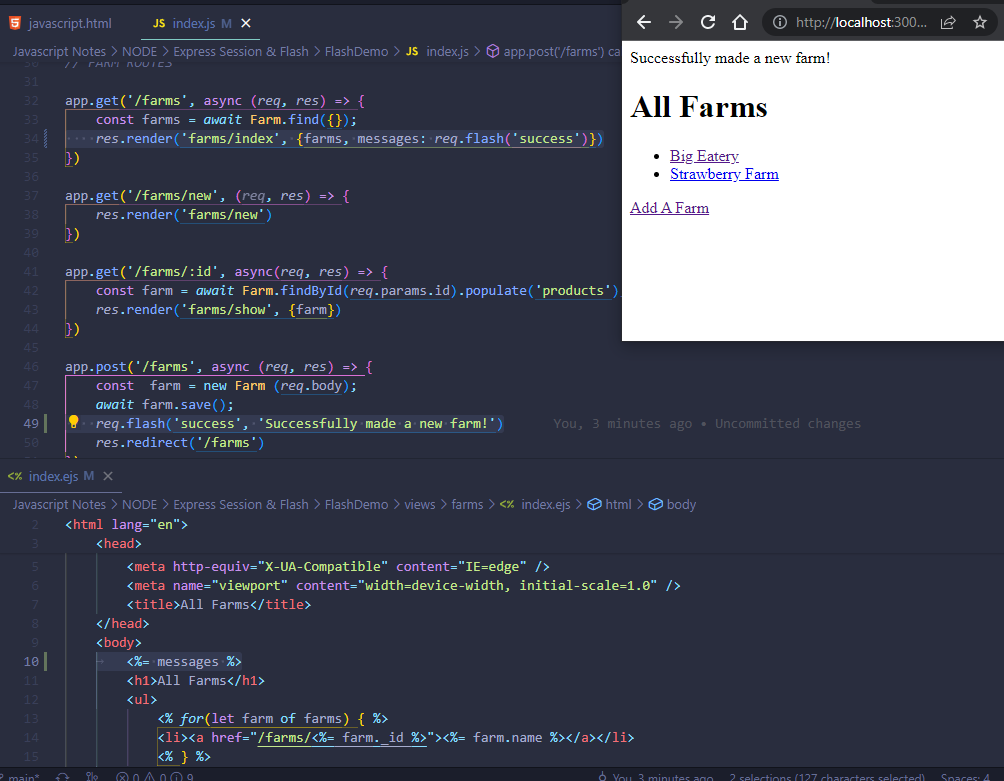 javascript.html
JS index.js M ×
Javascript Notes > NODE > Express Session & Flash > FlashDemo > JS index.js > app.post('/farms') ca
30 // FARM ROUTES
31
32 app.get('/farms', async (req, res) => {
33 const farms = await Farm.find({});
34 ····res.render('farms/index', {farms, messages: req.flash('success')})
35 })
36
37 app.get('/farms/new', (req, res) => {
38 res.render('farms/new')
39 })
40
41 app.get('/farms/:id', async(req, res) => {
42 const farm = await Farm.findById(req.params.id).populate('products')
43 res.render('farms/show', {farm})
44 })
45
46 app.post('/farms', async (req, res) => {
47 const farm = new Farm (req.body);
48 await farm.save();
49 req.flash('success', 'Successfully made a new farm!') You, 3 minutes ago • Uncommitted changes
50 res.redirect('/farms')
http://localhost:300...
Successfully made a new farm!
All Farms
• Big Eatery
• Strawberry Farm
Add A Farm
<%= index.ejs M ×
Javascript Notes > NODE > Express Session & Flash > FlashDemo > views > farms > <%= index.ejs > html > body
2 <html lang="en">
3 <head>
5 <meta http-equiv="X-UA-Compatible" content="IE=edge" />
6 <meta name="viewport" content="width=device-width, initial-scale=1.0" />
7 <title>All Farms</title>
8 </head>
9 <body>
10 <%= messages %>
11 <h1>All Farms</h1>
12 <ul>
13 <% for(let farm of farms) { %>
14 <li><a href="/farms/<%= farm._id %>"><%= farm.name %></a></li>
15 <% } %>
main* 0 0 9 You, 3 minutes ago 2 selections (127 characters selected) Spaces: 4